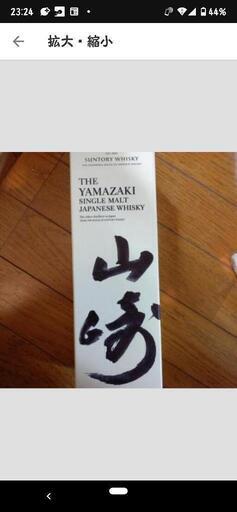 23:24
44%
拡大・縮小
SUNTORY WHISKY
THE
YAMAZAKI
SINGLE MALT
JAPANESE WHISKY
山崎